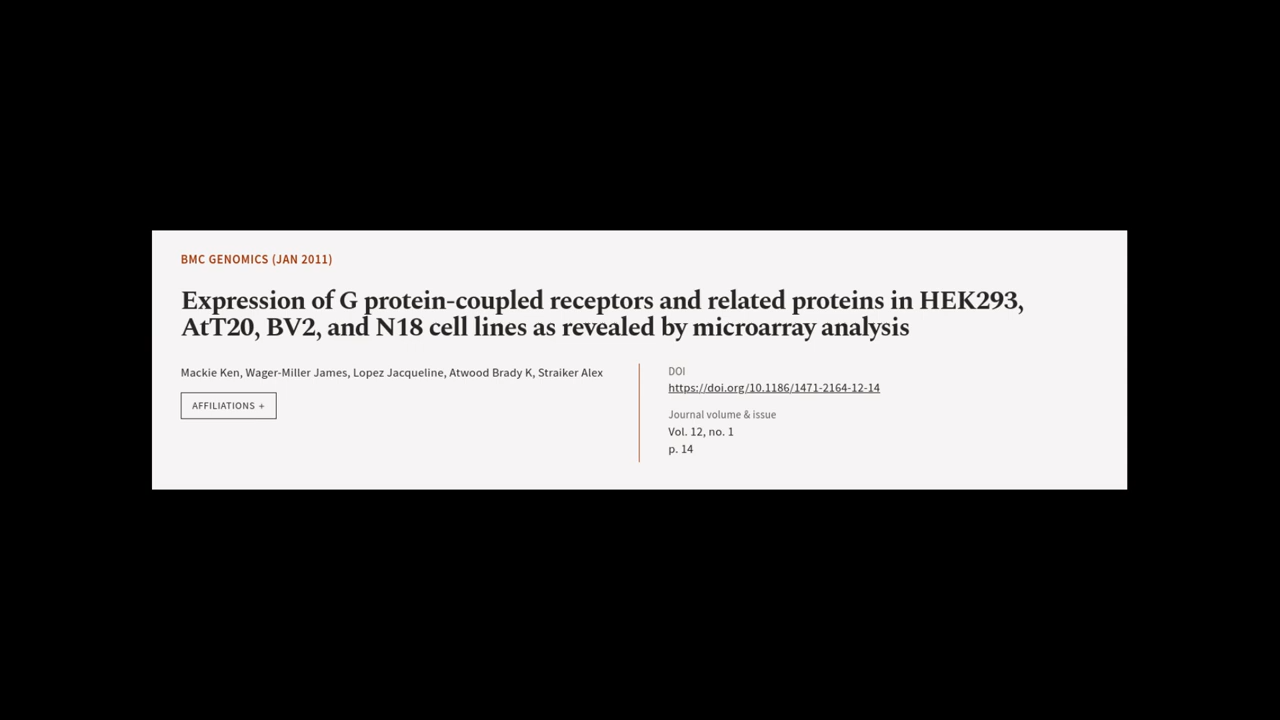 BMC GENOMICS (JAN 2011)
Expression of G protein-coupled receptors and related proteins in HEK293,
AtT20, BV2, and N18 cell lines as revealed by microarray analysis
Mackie Ken, Wager-Miller James, Lopez Jacqueline, Atwood Brady K, Straiker Alex
AFFILIATIONS +
DOI
https://doi.org/10.1186/1471-2164-12-14
Journal volume & issue
Vol. 12, no. 1
p. 14